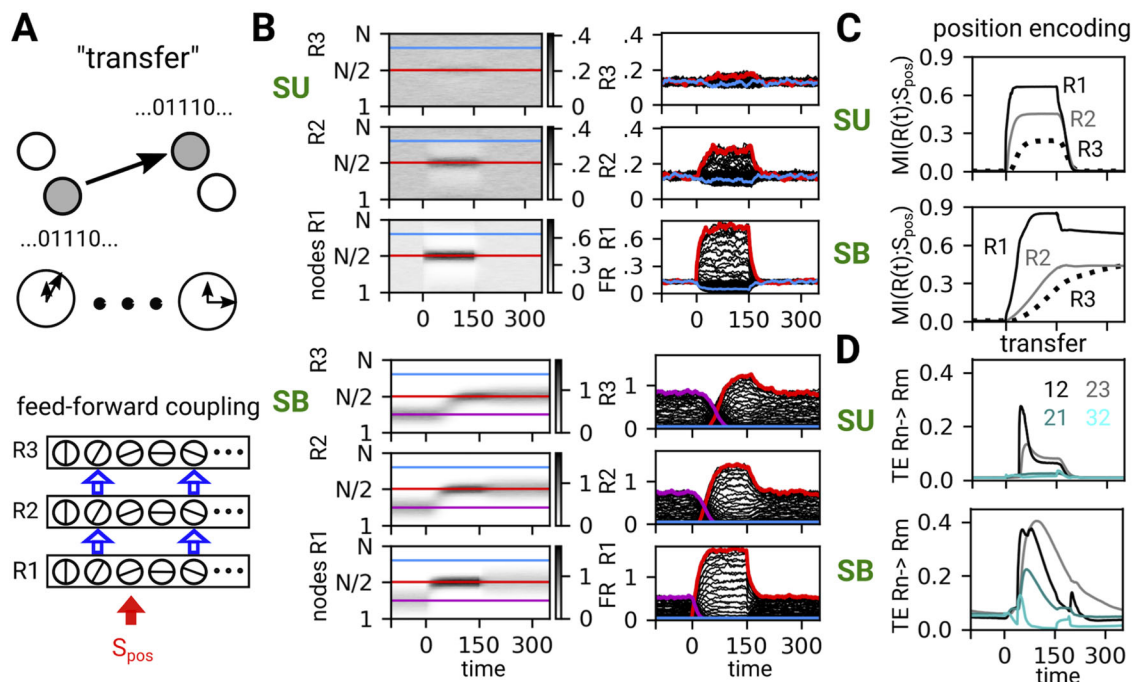 A
"transfer"
...01110...
...01110...
feed-forward coupling
R3
R2
R1
S_pos
B
SU
R3
N
N/2
1
.4
.2
0
R3
.4
.2
0
R2
N
N/2
1
.4
.2
0
R2
.4
.2
0
nodes R1
N
N/2
1
.6
.3
0
FR R1
.6
.3
0
0 150 300
0 150 300
SB
R3
N
N/2
1
1
0
R3
1
0
R2
N
N/2
1
1
0
R2
1
0
nodes R1
N
N/2
1
1
0
FR R1
1
0
0 150 300
time
0 150 300
time
C
position encoding
SU
MI(R(t);S_pos)
0.9
0.6
0.3
0.0
R1
R2
R3
SB
MI(R(t);S_pos)
0.9
0.6
0.3
0.0
R1
R2
R3
D
transfer
SU
TE Rn-> Rm
0.4
0.2
0.0
12 23
21 32
SB
TE Rn-> Rm
0.4
0.2
0.0
0 150 300
time